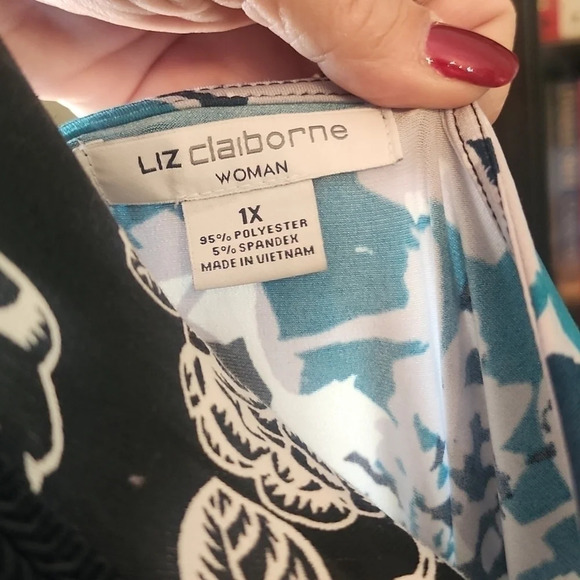 LIZ claiborne
WOMAN
1X
95% POLYESTER
5% SPANDEX
MADE IN VIETNAM